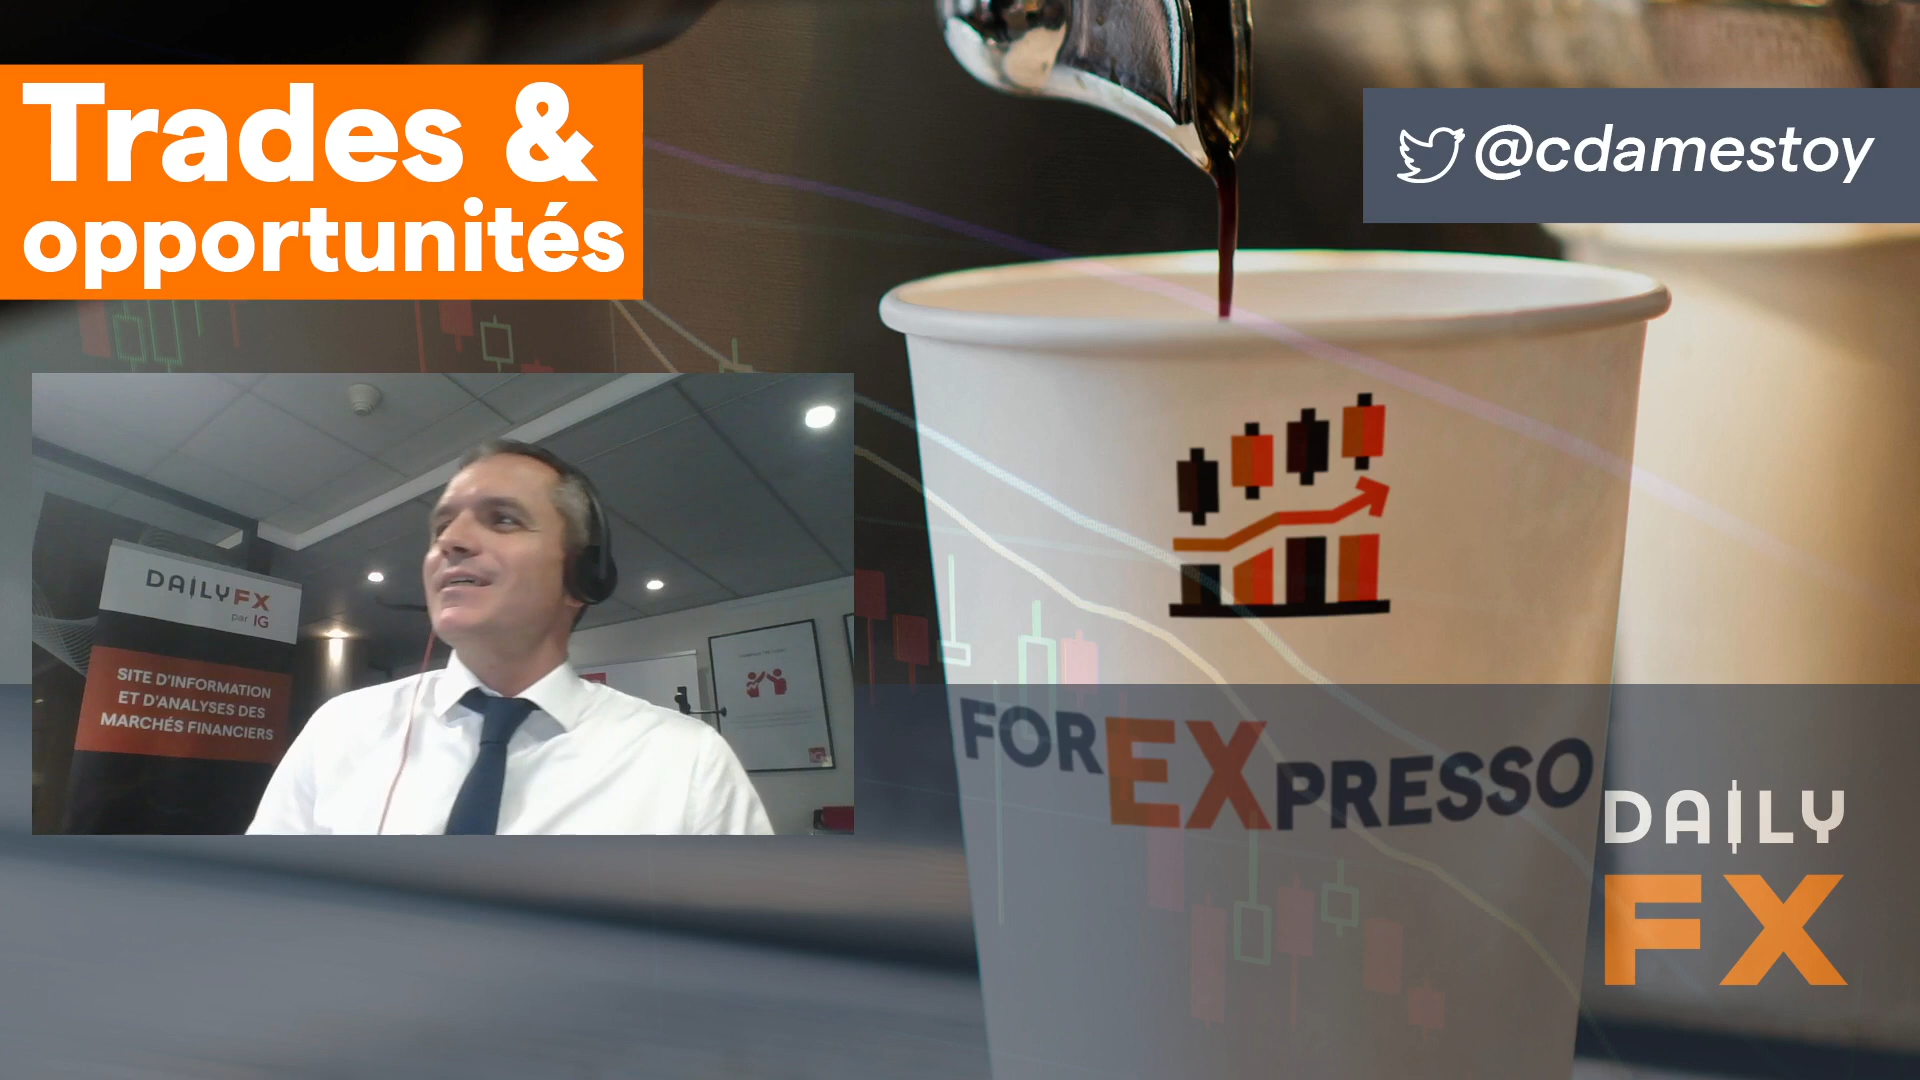 Trades &
opportunités
@cdamestoy
DAILYFX
par IG
SITE D'INFORMATION
ET D'ANALYSES DES
MARCHÉS FINANCIERS
FOREXPRESSO
DAILY
FX